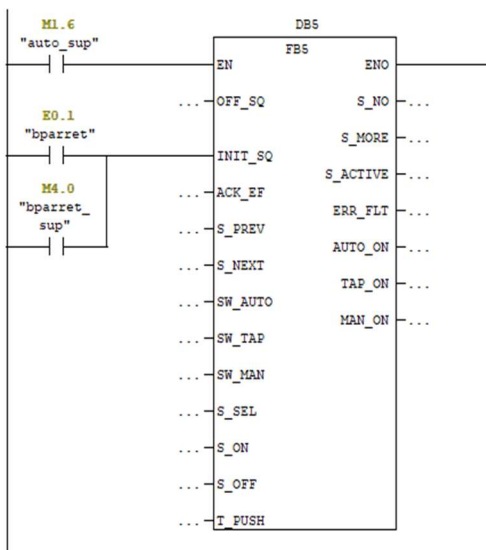 M1.6
"auto_sup"
DB5
FB5
EN
ENO
... OFF_SQ
S_NO ...
E0.1
"bparret"
S_MORE ...
INIT_SQ
S_ACTIVE ...
M4.0
"bparret_
sup"
... ACK_EF
ERR_FLT ...
... S_PREV
AUTO_ON ...
... S_NEXT
TAP_ON ...
... SW_AUTO
MAN_ON ...
... SW_TAP
... SW_MAN
... S_SEL
... S_ON
... S_OFF
... T_PUSH